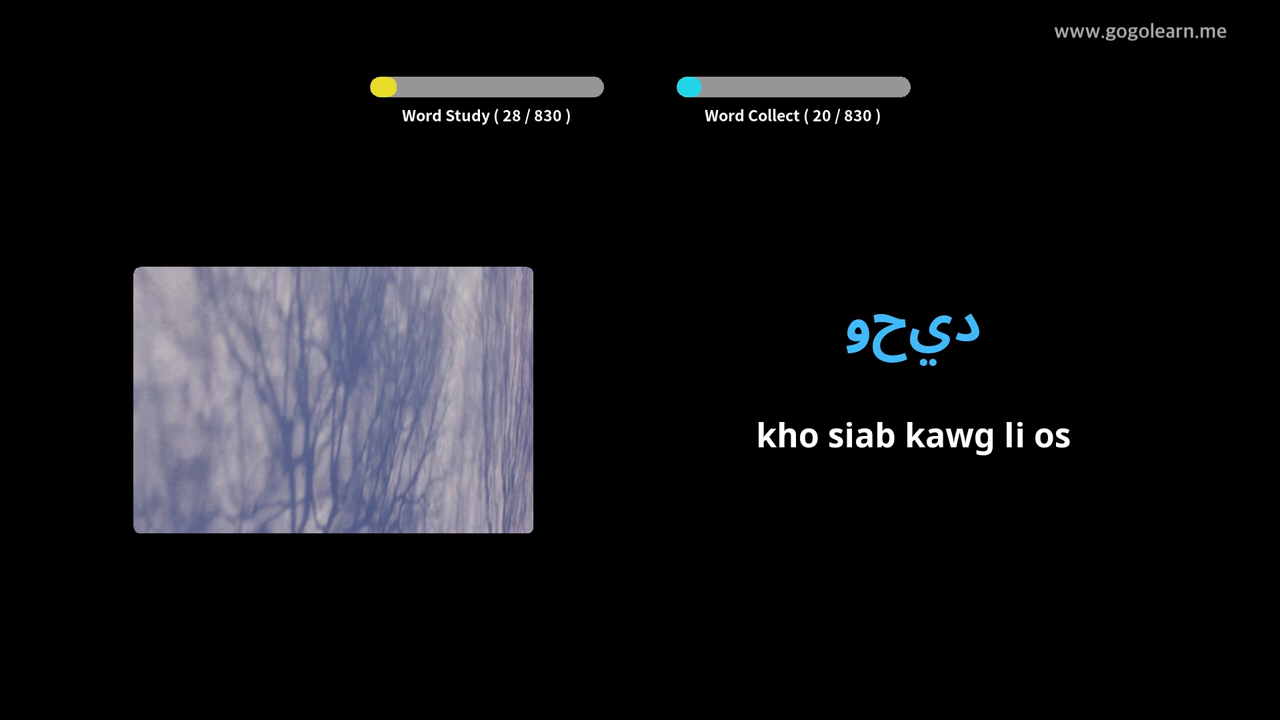 www.gogolearn.me
Word Study ( 28 / 830 )
Word Collect ( 20 / 830 )
ديحو
kho siab kawg li os